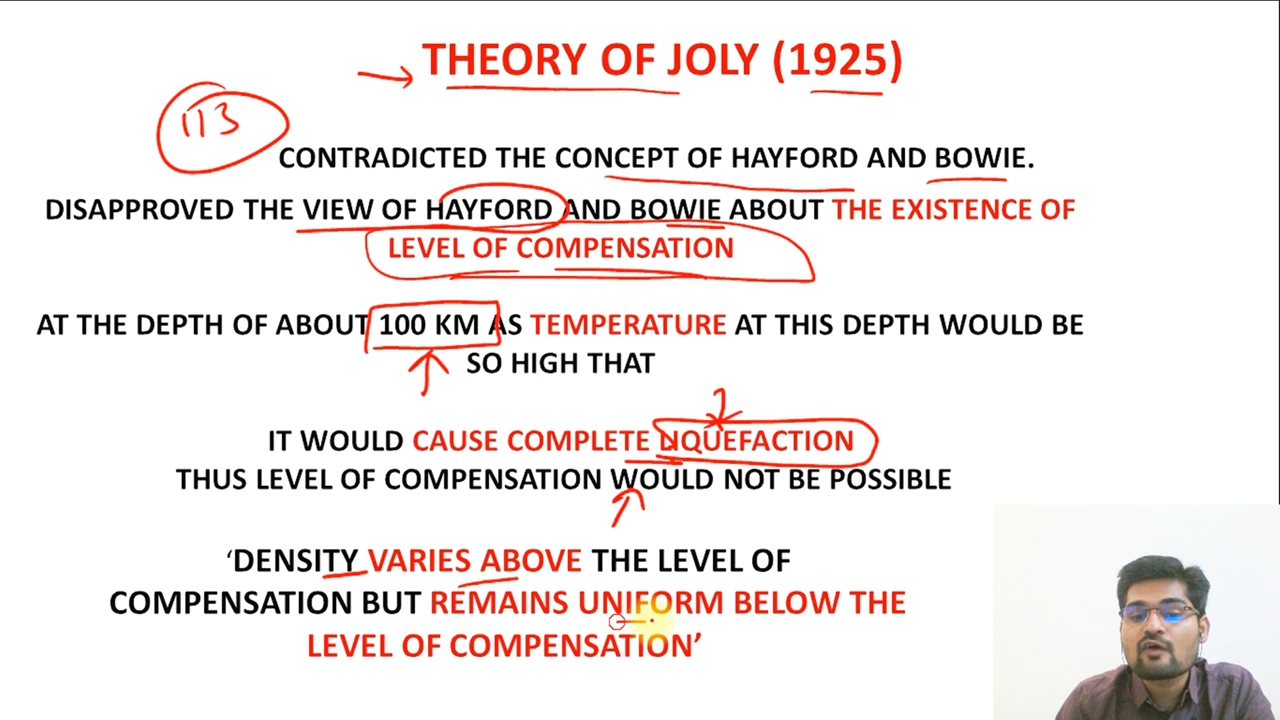 THEORY OF JOLY (1925)
113
CONTRADICTED THE CONCEPT OF HAYFORD AND BOWIE.
DISAPPROVED THE VIEW OF HAYFORD AND BOWIE ABOUT THE EXISTENCE OF
LEVEL OF COMPENSATION
AT THE DEPTH OF ABOUT 100 KM AS TEMPERATURE AT THIS DEPTH WOULD BE
SO HIGH THAT
IT WOULD CAUSE COMPLETE LIQUEFACTION
THUS LEVEL OF COMPENSATION WOULD NOT BE POSSIBLE
‘DENSITY VARIES ABOVE THE LEVEL OF
COMPENSATION BUT REMAINS UNIFORM BELOW THE
LEVEL OF COMPENSATION’